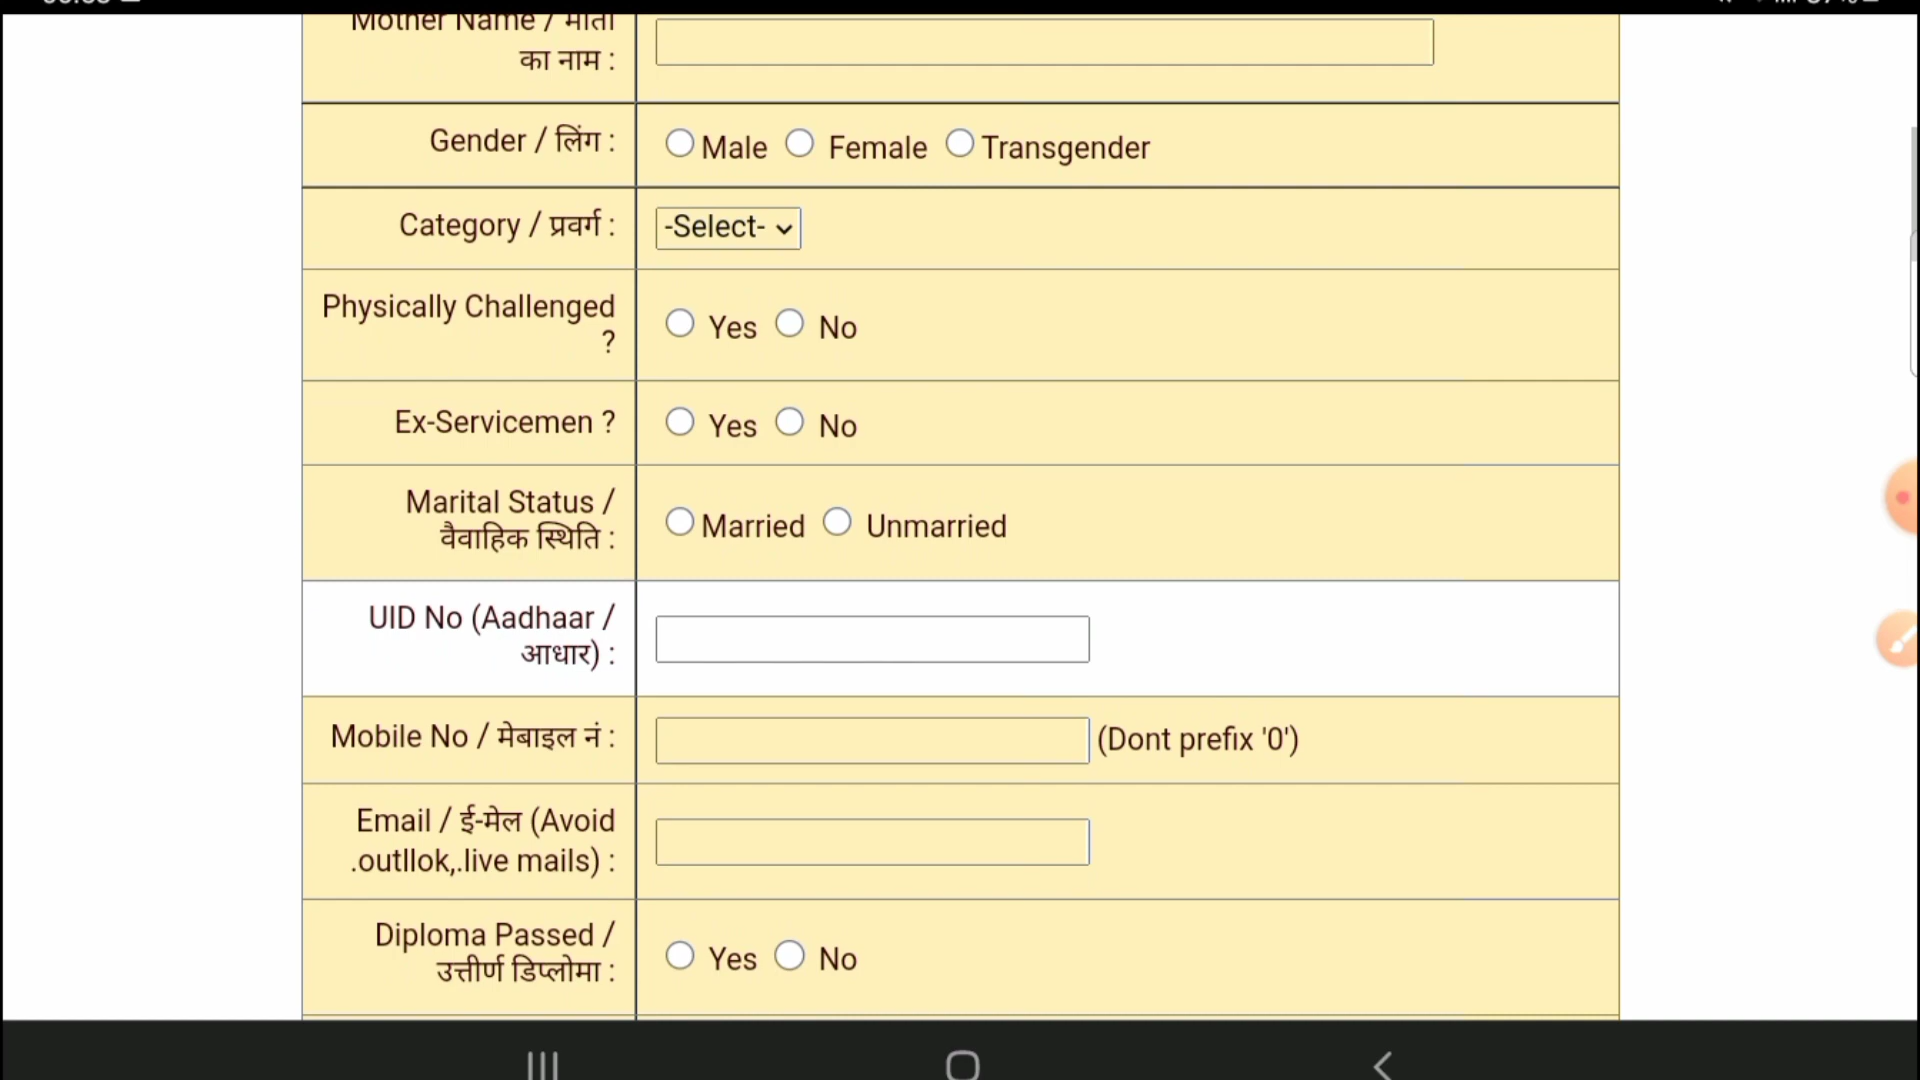 Mother Name / माता
का नाम :
Gender / लिंग : Male Female Transgender
Category / प्रवर्ग : -Select-
Physically Challenged
? Yes No
Ex-Servicemen ? Yes No
Marital Status /
वैवाहिक स्थिति : Married Unmarried
UID No (Aadhaar /
आधार) :
Mobile No / मेबाइल नं : (Dont prefix '0')
Email / ई-मेल (Avoid
.outllok,.live mails) :
Diploma Passed /
उत्तीर्ण डिप्लोमा : Yes No